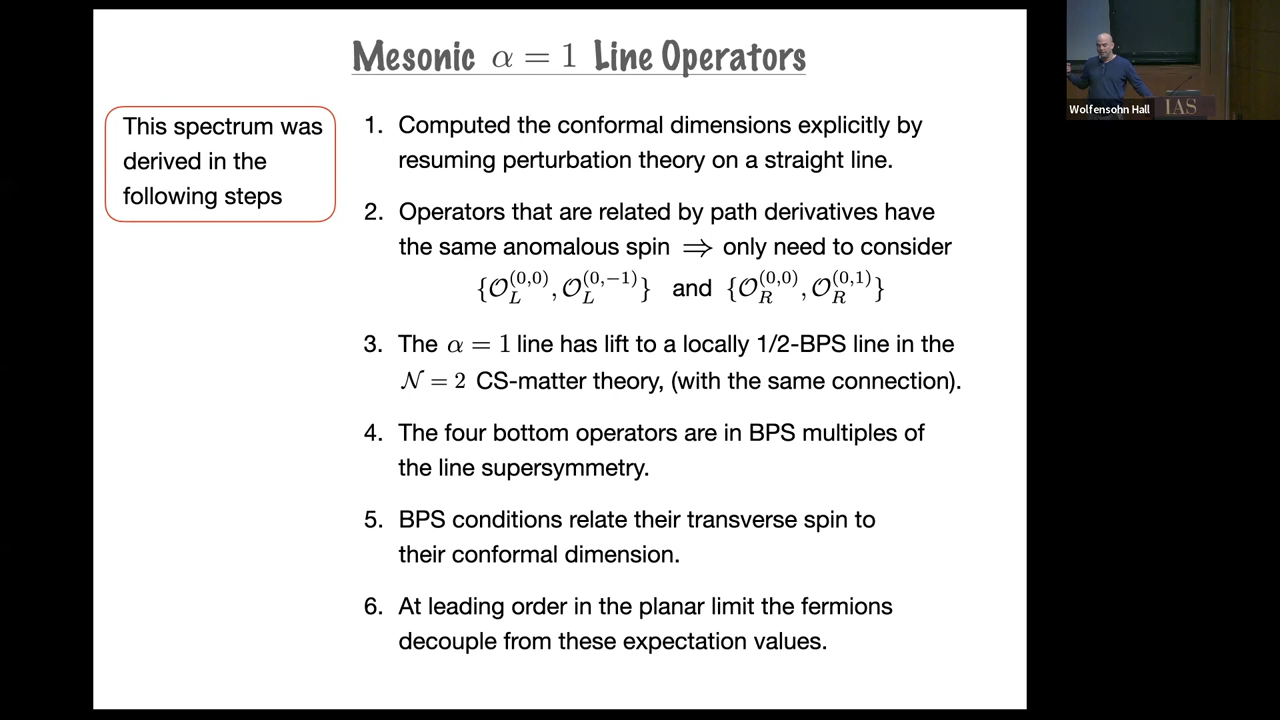 Mesonic α = 1 Line Operators
This spectrum was
derived in the
following steps
1. Computed the conformal dimensions explicitly by
resuming perturbation theory on a straight line.
2. Operators that are related by path derivatives have
the same anomalous spin ⟹ only need to consider
{𝒪_L^{(0,0)}, 𝒪_L^{(0,−1)}} and {𝒪_R^{(0,0)}, 𝒪_R^{(0,1)}}
3. The α = 1 line has lift to a locally 1/2-BPS line in the
𝒩 = 2 CS-matter theory, (with the same connection).
4. The four bottom operators are in BPS multiples of
the line supersymmetry.
5. BPS conditions relate their transverse spin to
their conformal dimension.
6. At leading order in the planar limit the fermions
decouple from these expectation values.
Wolfensohn Hall
IAS